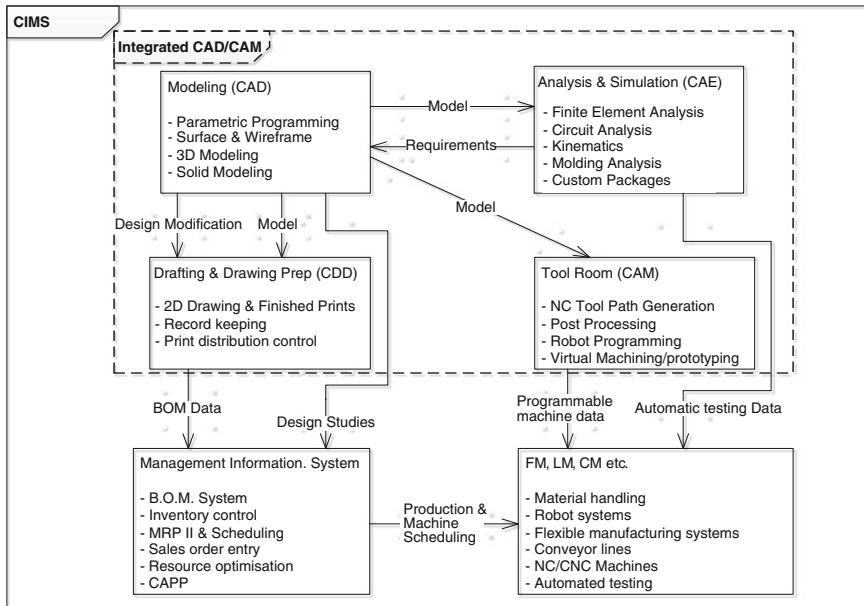 CIMS
Integrated CAD/CAM
Modeling (CAD)
- Parametric Programming
- Surface & Wireframe
- 3D Modeling
- Solid Modeling
Model
Requirements
Analysis & Simulation (CAE)
- Finite Element Analysis
- Circuit Analysis
- Kinematics
- Molding Analysis
- Custom Packages
Design Modification
Model
Model
Drafting & Drawing Prep (CDD)
- 2D Drawing & Finished Prints
- Record keeping
- Print distribution control
Tool Room (CAM)
- NC Tool Path Generation
- Post Processing
- Robot Programming
- Virtual Machining/prototyping
BOM Data
Design Studies
Programmable
machine data
Automatic testing Data
Management Information. System
- B.O.M. System
- Inventory control
- MRP II & Scheduling
- Sales order entry
- Resource optimisation
- CAPP
Production &
Machine
Scheduling
FM, LM, CM etc.
- Material handling
- Robot systems
- Flexible manufacturing systems
- Conveyor lines
- NC/CNC Machines
- Automated testing